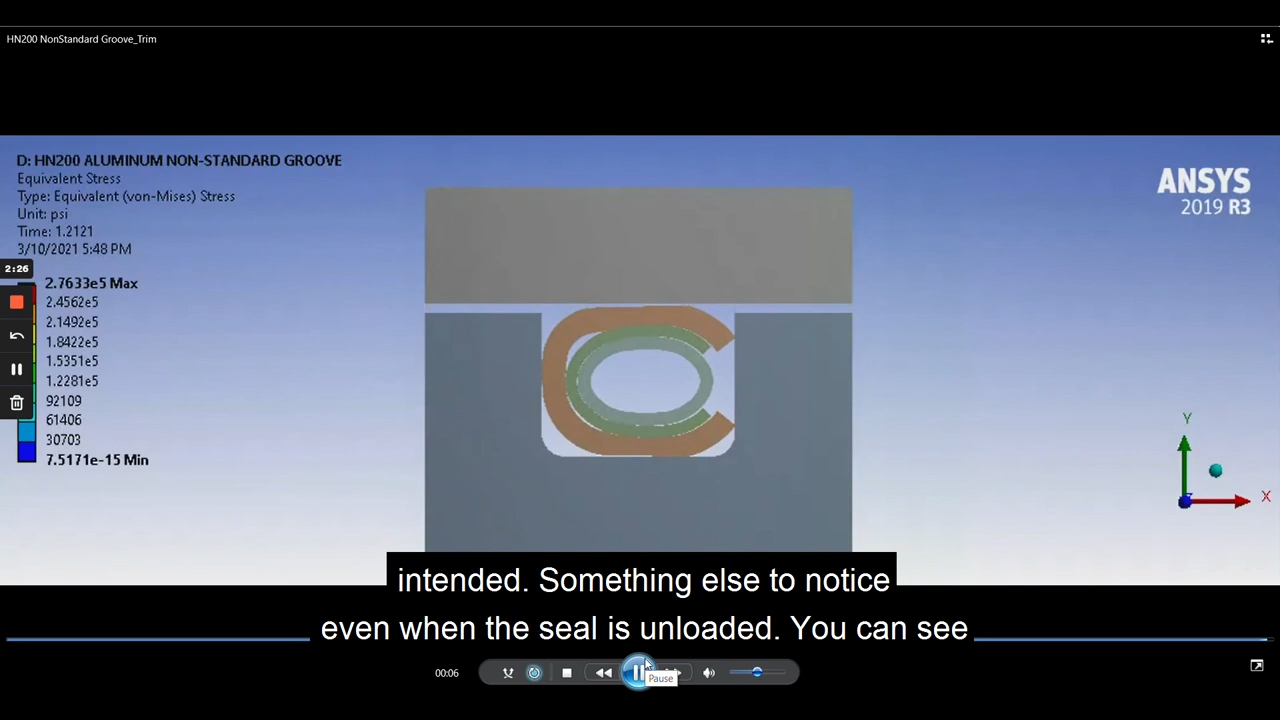 HN200 NonStandard Groove_Trim
D: HN200 ALUMINUM NON-STANDARD GROOVE
Equivalent Stress
Type: Equivalent (von-Mises) Stress
Unit: psi
Time: 1.2121
3/10/2021 5:48 PM
ANSYS
2019 R3
2:26
2.7633e5 Max
2.4562e5
2.1492e5
1.8422e5
1.5351e5
1.2281e5
92109
61406
30703
7.5171e-15 Min
Y
X
intended. Something else to notice
even when the seal is unloaded. You can see
00:06
Pause